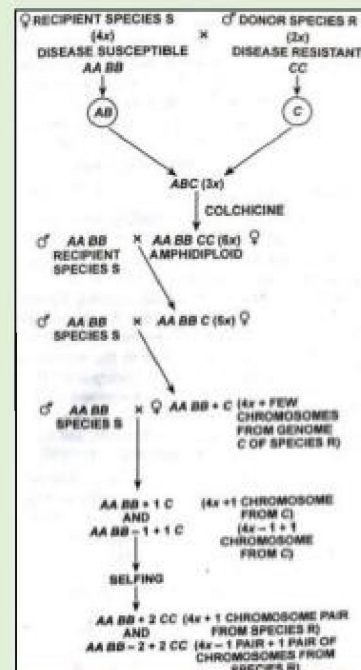 ♀ RECIPIENT SPECIES S × ♂ DONOR SPECIES R
(4x) (2x)
DISEASE SUSCEPTIBLE DISEASE RESISTANT
AA BB CC
AB C
ABC (3x)
COLCHICINE
♂ AA BB × AA BB CC (6x) ♀
RECIPIENT AMPHIDIPLOID
SPECIES S
♂ AA BB × AA BB C (5x) ♀
SPECIES S
♂ AA BB × ♀ AA BB + C (4x + FEW
SPECIES S CHROMOSOMES
FROM GENOME
C OF SPECIES R)
AA BB + 1 C (4x +1 CHROMOSOME
AND FROM C)
AA BB – 1 + 1 C (4x – 1 + 1
CHROMOSOME
FROM C)
SELFING
AA BB + 2 CC (4x + 1 CHROMOSOME PAIR
AND FROM SPECIES R)
AA BB – 2 + 2 CC (4x – 1 PAIR + 1 PAIR OF
CHROMOSOMES FROM
SPECIES R)